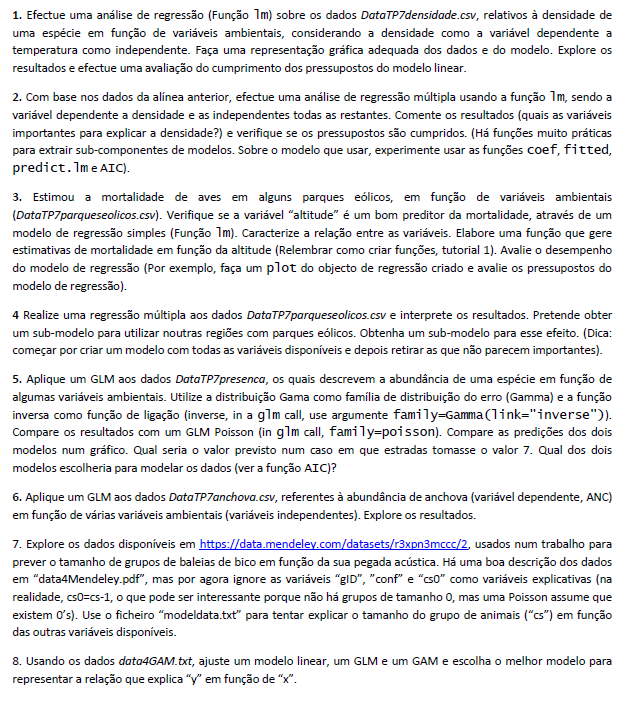 1. Efectue uma análise de regressão (Função lm) sobre os dados DataTP7densidade.csv, relativos à densidade de
uma espécie em função de variáveis ambientais, considerando a densidade como a variável dependente a
temperatura como independente. Faça uma representação gráfica adequada dos dados e do modelo. Explore os
resultados e efectue uma avaliação do cumprimento dos pressupostos do modelo linear.
2. Com base nos dados da alínea anterior, efectue uma análise de regressão múltipla usando a função lm, sendo a
variável dependente a densidade e as independentes todas as restantes. Comente os resultados (quais as variáveis
importantes para explicar a densidade?) e verifique se os pressupostos são cumpridos. (Há funções muito práticas
para extrair sub-componentes de modelos. Sobre o modelo que usar, experimente usar as funções coef, fitted,
predict.lm e AIC).
3. Estimou a mortalidade de aves em alguns parques eólicos, em função de variáveis ambientais
(DataTP7parqueseolicos.csv). Verifique se a variável “altitude” é um bom preditor da mortalidade, através de um
modelo de regressão simples (Função lm). Caracterize a relação entre as variáveis. Elabore uma função que gere
estimativas de mortalidade em função da altitude (Relembrar como criar funções, tutorial 1). Avalie o desempenho
do modelo de regressão (Por exemplo, faça um plot do objecto de regressão criado e avalie os pressupostos do
modelo de regressão).
4 Realize uma regressão múltipla aos dados DataTP7parqueseolicos.csv e interprete os resultados. Pretende obter
um sub-modelo para utilizar noutras regiões com parques eólicos. Obtenha um sub-modelo para esse efeito. (Dica:
começar por criar um modelo com todas as variáveis disponíveis e depois retirar as que não parecem importantes).
5. Aplique um GLM aos dados DataTP7presenca, os quais descrevem a abundância de uma espécie em função de
algumas variáveis ambientais. Utilize a distribuição Gama como família de distribuição do erro (Gamma) e a função
inversa como função de ligação (inverse, in a glm call, use argumente family=Gamma(link="inverse")).
Compare os resultados com um GLM Poisson (in glm call, family=poisson). Compare as predições dos dois
modelos num gráfico. Qual seria o valor previsto num caso em que estradas tomasse o valor 7. Qual dos dois
modelos escolheria para modelar os dados (ver a função AIC)?
6. Aplique um GLM aos dados DataTP7anchova.csv, referentes à abundância de anchova (variável dependente, ANC)
em função de várias variáveis ambientais (variáveis independentes). Explore os resultados.
7. Explore os dados disponíveis em https://data.mendeley.com/datasets/r3xpn3mccc/2, usados num trabalho para
prever o tamanho de grupos de baleias de bico em função da sua pegada acústica. Há uma boa descrição dos dados
em “data4Mendeley.pdf”, mas por agora ignore as variáveis “gID”, ”conf” e “cs0” como variáveis explicativas (na
realidade, cs0=cs-1, o que pode ser interessante porque não há grupos de tamanho 0, mas uma Poisson assume que
existem 0’s). Use o ficheiro “modeldata.txt” para tentar explicar o tamanho do grupo de animais (“cs”) em função
das outras variáveis disponíveis.
8. Usando os dados data4GAM.txt, ajuste um modelo linear, um GLM e um GAM e escolha o melhor modelo para
representar a relação que explica “y” em função de “x”.